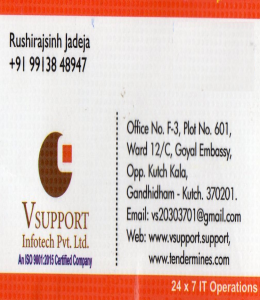 Rushirajsinh Jadeja
+91 99138 48947
Office No. F-3, Plot No. 601,
Ward 12/C, Goyal Embassy,
Opp. Kutch Kala,
Gandhidham - Kutch. 370201.
Email: vs20303701@gmail.com
Web: www.vsupport.support,
www.tendermines.com
VSUPPORT
Infotech Pvt. Ltd.
An ISO 9001:2015 Certified Company
24 x 7 IT Operations